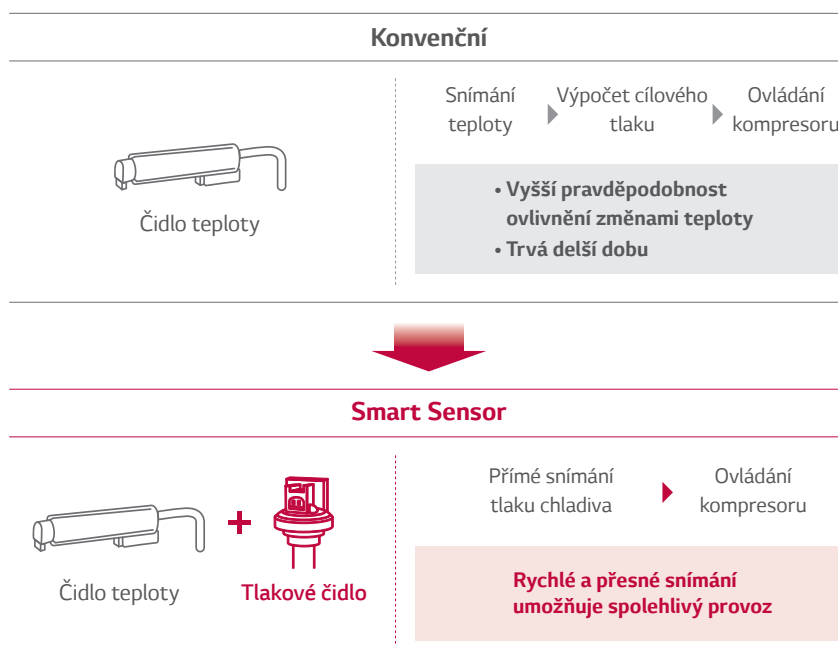 Konvenční
Čidlo teploty
Snímání
teploty
Výpočet cílového
tlaku
Ovládání
kompresoru
• Vyšší pravděpodobnost
ovlivnění změnami teploty
• Trvá delší dobu
Smart Sensor
Čidlo teploty
+
Tlakové čidlo
Přímé snímání
tlaku chladiva
Ovládání
kompresoru
Rychlé a přesné snímání
umožňuje spolehlivý provoz